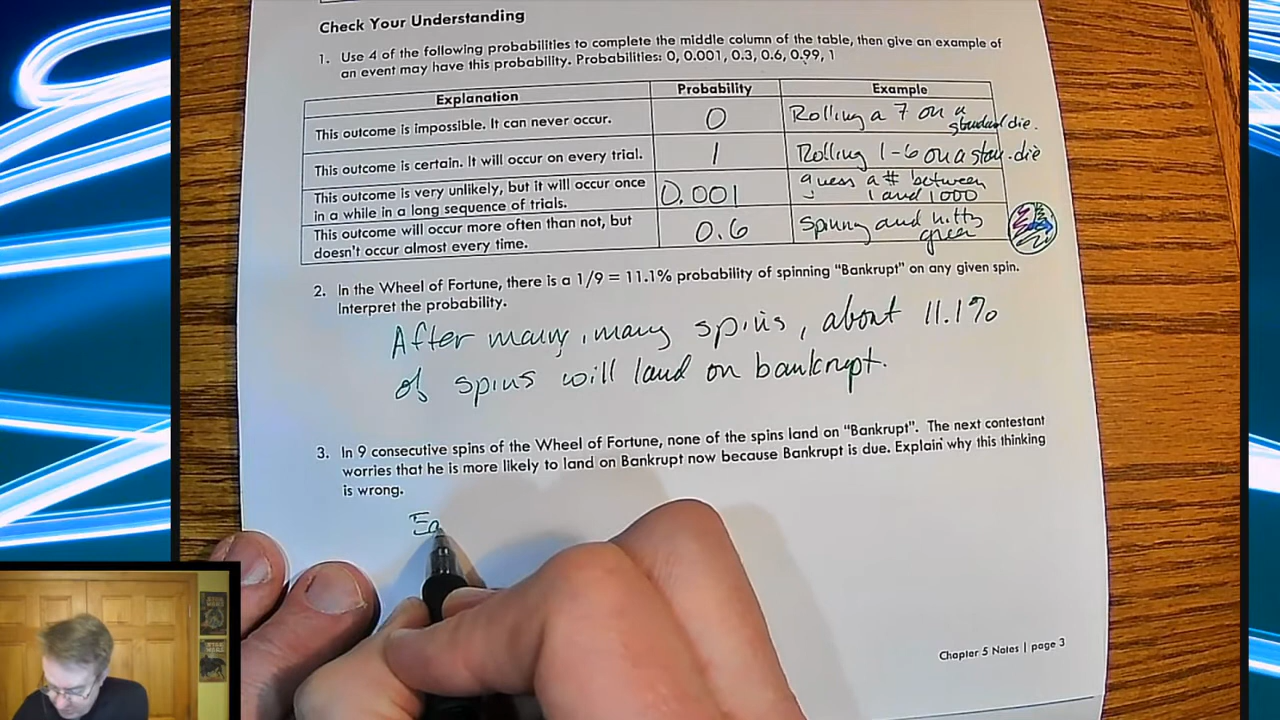 Check Your Understanding
1. Use 4 of the following probabilities to complete the middle column of the table, then give an example of
an event may have this probability. Probabilities: 0, 0.001, 0.3, 0.6, 0.99, 1
Explanation Probability Example
This outcome is impossible. It can never occur. 0 Rolling a 7 on a
standard die.
This outcome is certain. It will occur on every trial. 1 Rolling 1-6 on a stan. die
This outcome is very unlikely, but it will occur once
in a while in a long sequence of trials. 0.001 guess a # between
1 and 1000
This outcome will occur more often than not, but
doesn't occur almost every time. 0.6 and
green
2. In the Wheel of Fortune, there is a 1/9 = 11.1% probability of spinning "Bankrupt" on any given spin.
Interpret the probability.
After many, many spins, about 11.1%
of spins will land on bankrupt.
3. In 9 consecutive spins of the Wheel of Fortune, none of the spins land on "Bankrupt". The next contestant
worries that he is more likely to land on Bankrupt now because Bankrupt is due. Explain why this thinking
is wrong.
Ea
Chapter 5 Notes | page 3
STAR
WARS